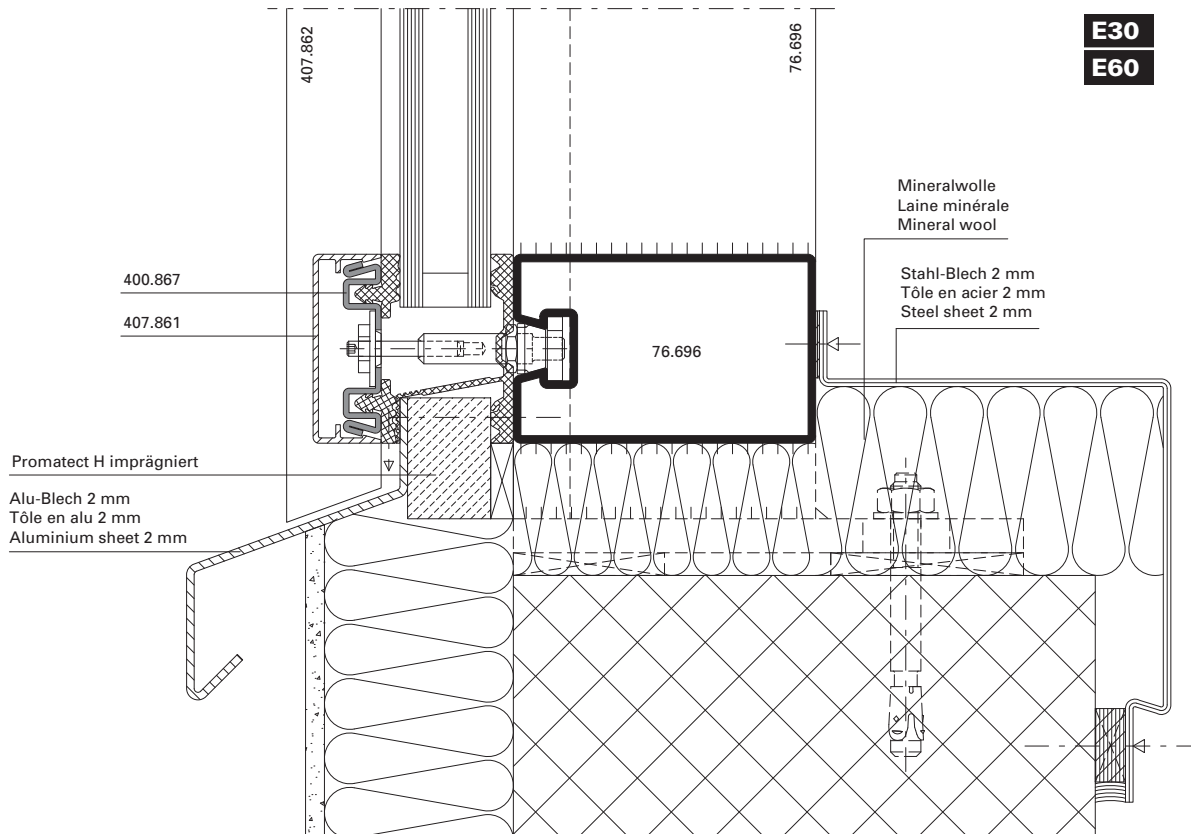 407.862
76.696
E30
E60
Mineralwolle
Laine minérale
Mineral wool
Stahl-Blech 2 mm
Tôle en acier 2 mm
Steel sheet 2 mm
400.867
407.861
76.696
Promatect H imprägniert
Alu-Blech 2 mm
Tôle en alu 2 mm
Aluminium sheet 2 mm